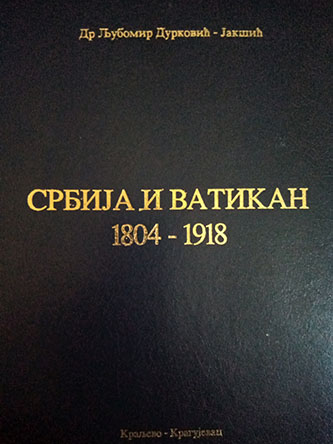 Др Љубомир Дурковић - Јакшић
СРБИЈА И ВАТИКАН
1804 - 1918
Краљево - Крагујевац